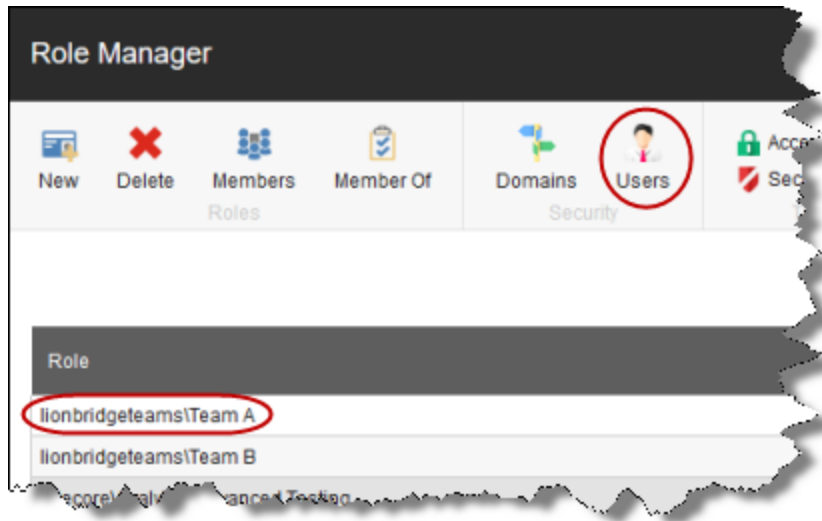 Role Manager
New Delete Members Member Of Domains Users
Roles Security
Role
lionbridgeteams\Team A
lionbridgeteams\Team B